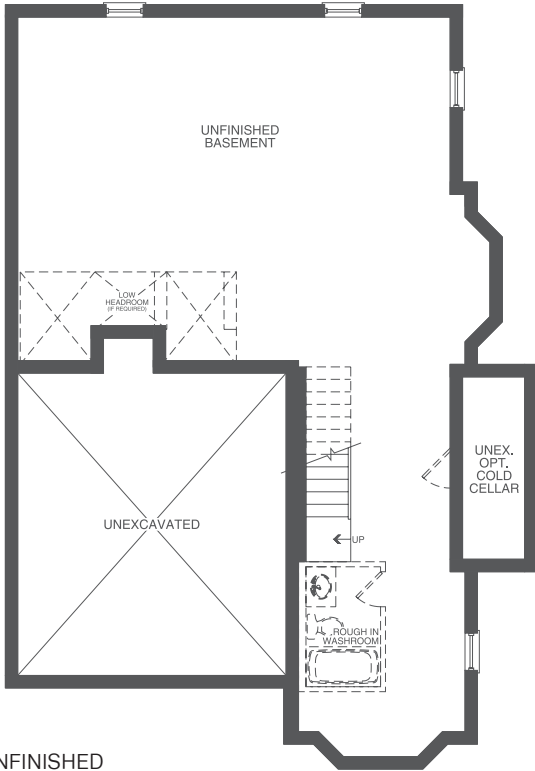 UNFINISHED
BASEMENT
LOW
HEADROOM
(IF REQUIRED)
UNEX.
OPT.
COLD
CELLAR
UNEXCAVATED
UP
ROUGH IN
WASHROOM
NFINISHED